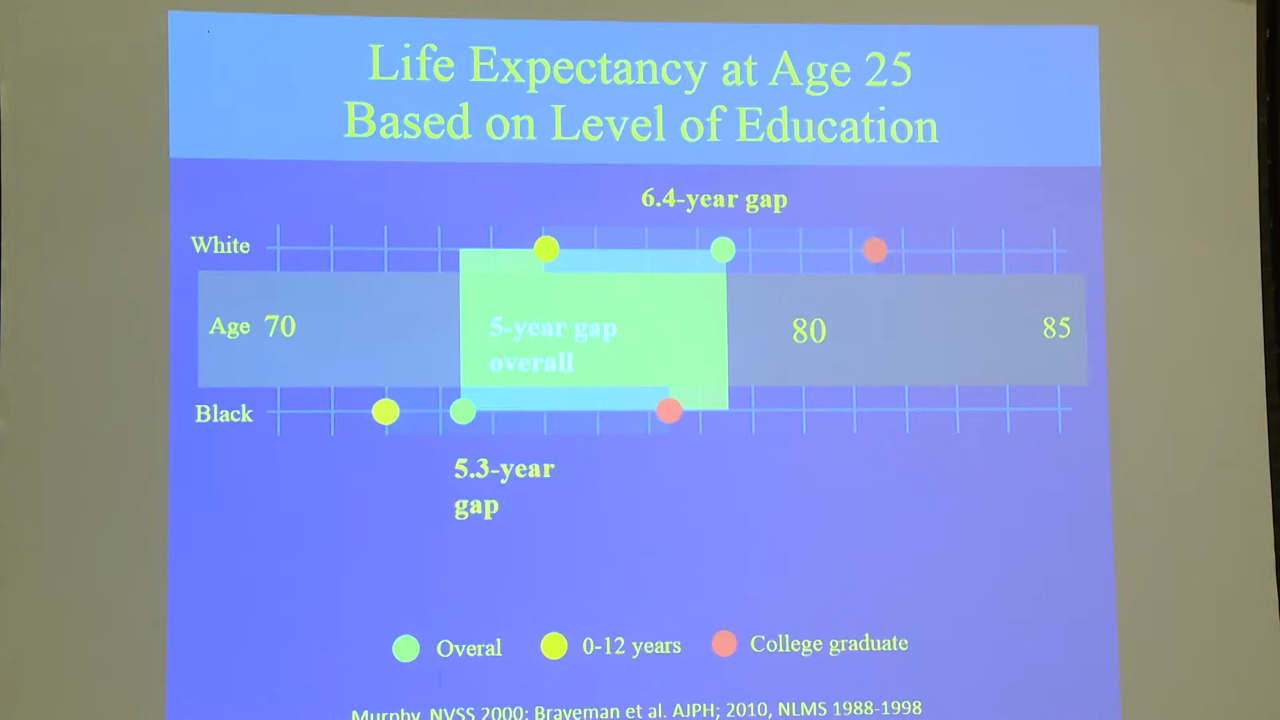 Life Expectancy at Age 25
Based on Level of Education
6.4-year gap
White
Age 70 80 85
5-year gap
overall
Black
5.3-year
gap
Overal 0-12 years College graduate
Murphy, NVSS 2000; Braveman et al. AJPH; 2010, NLMS 1988-1998